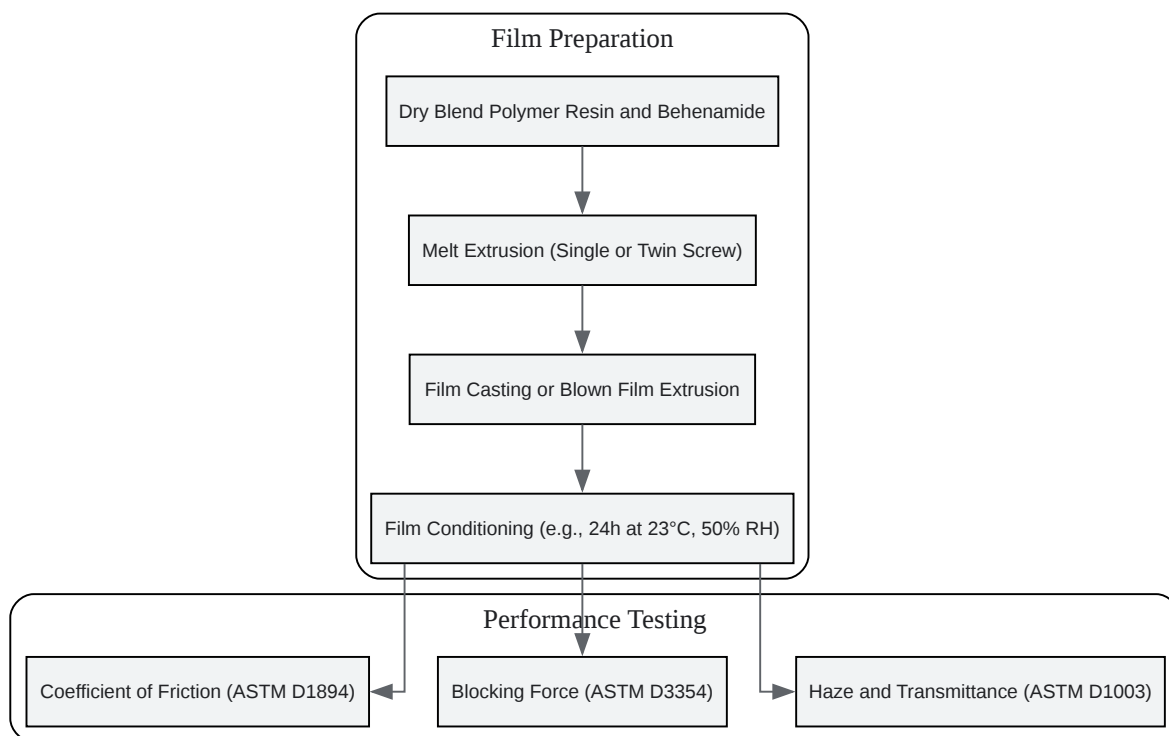 Film Preparation
Dry Blend Polymer Resin and Behenamide
Melt Extrusion (Single or Twin Screw)
Film Casting or Blown Film Extrusion
Film Conditioning (e.g., 24h at 23°C, 50% RH)
Performance Testing
Coefficient of Friction (ASTM D1894)
Blocking Force (ASTM D3354)
Haze and Transmittance (ASTM D1003)